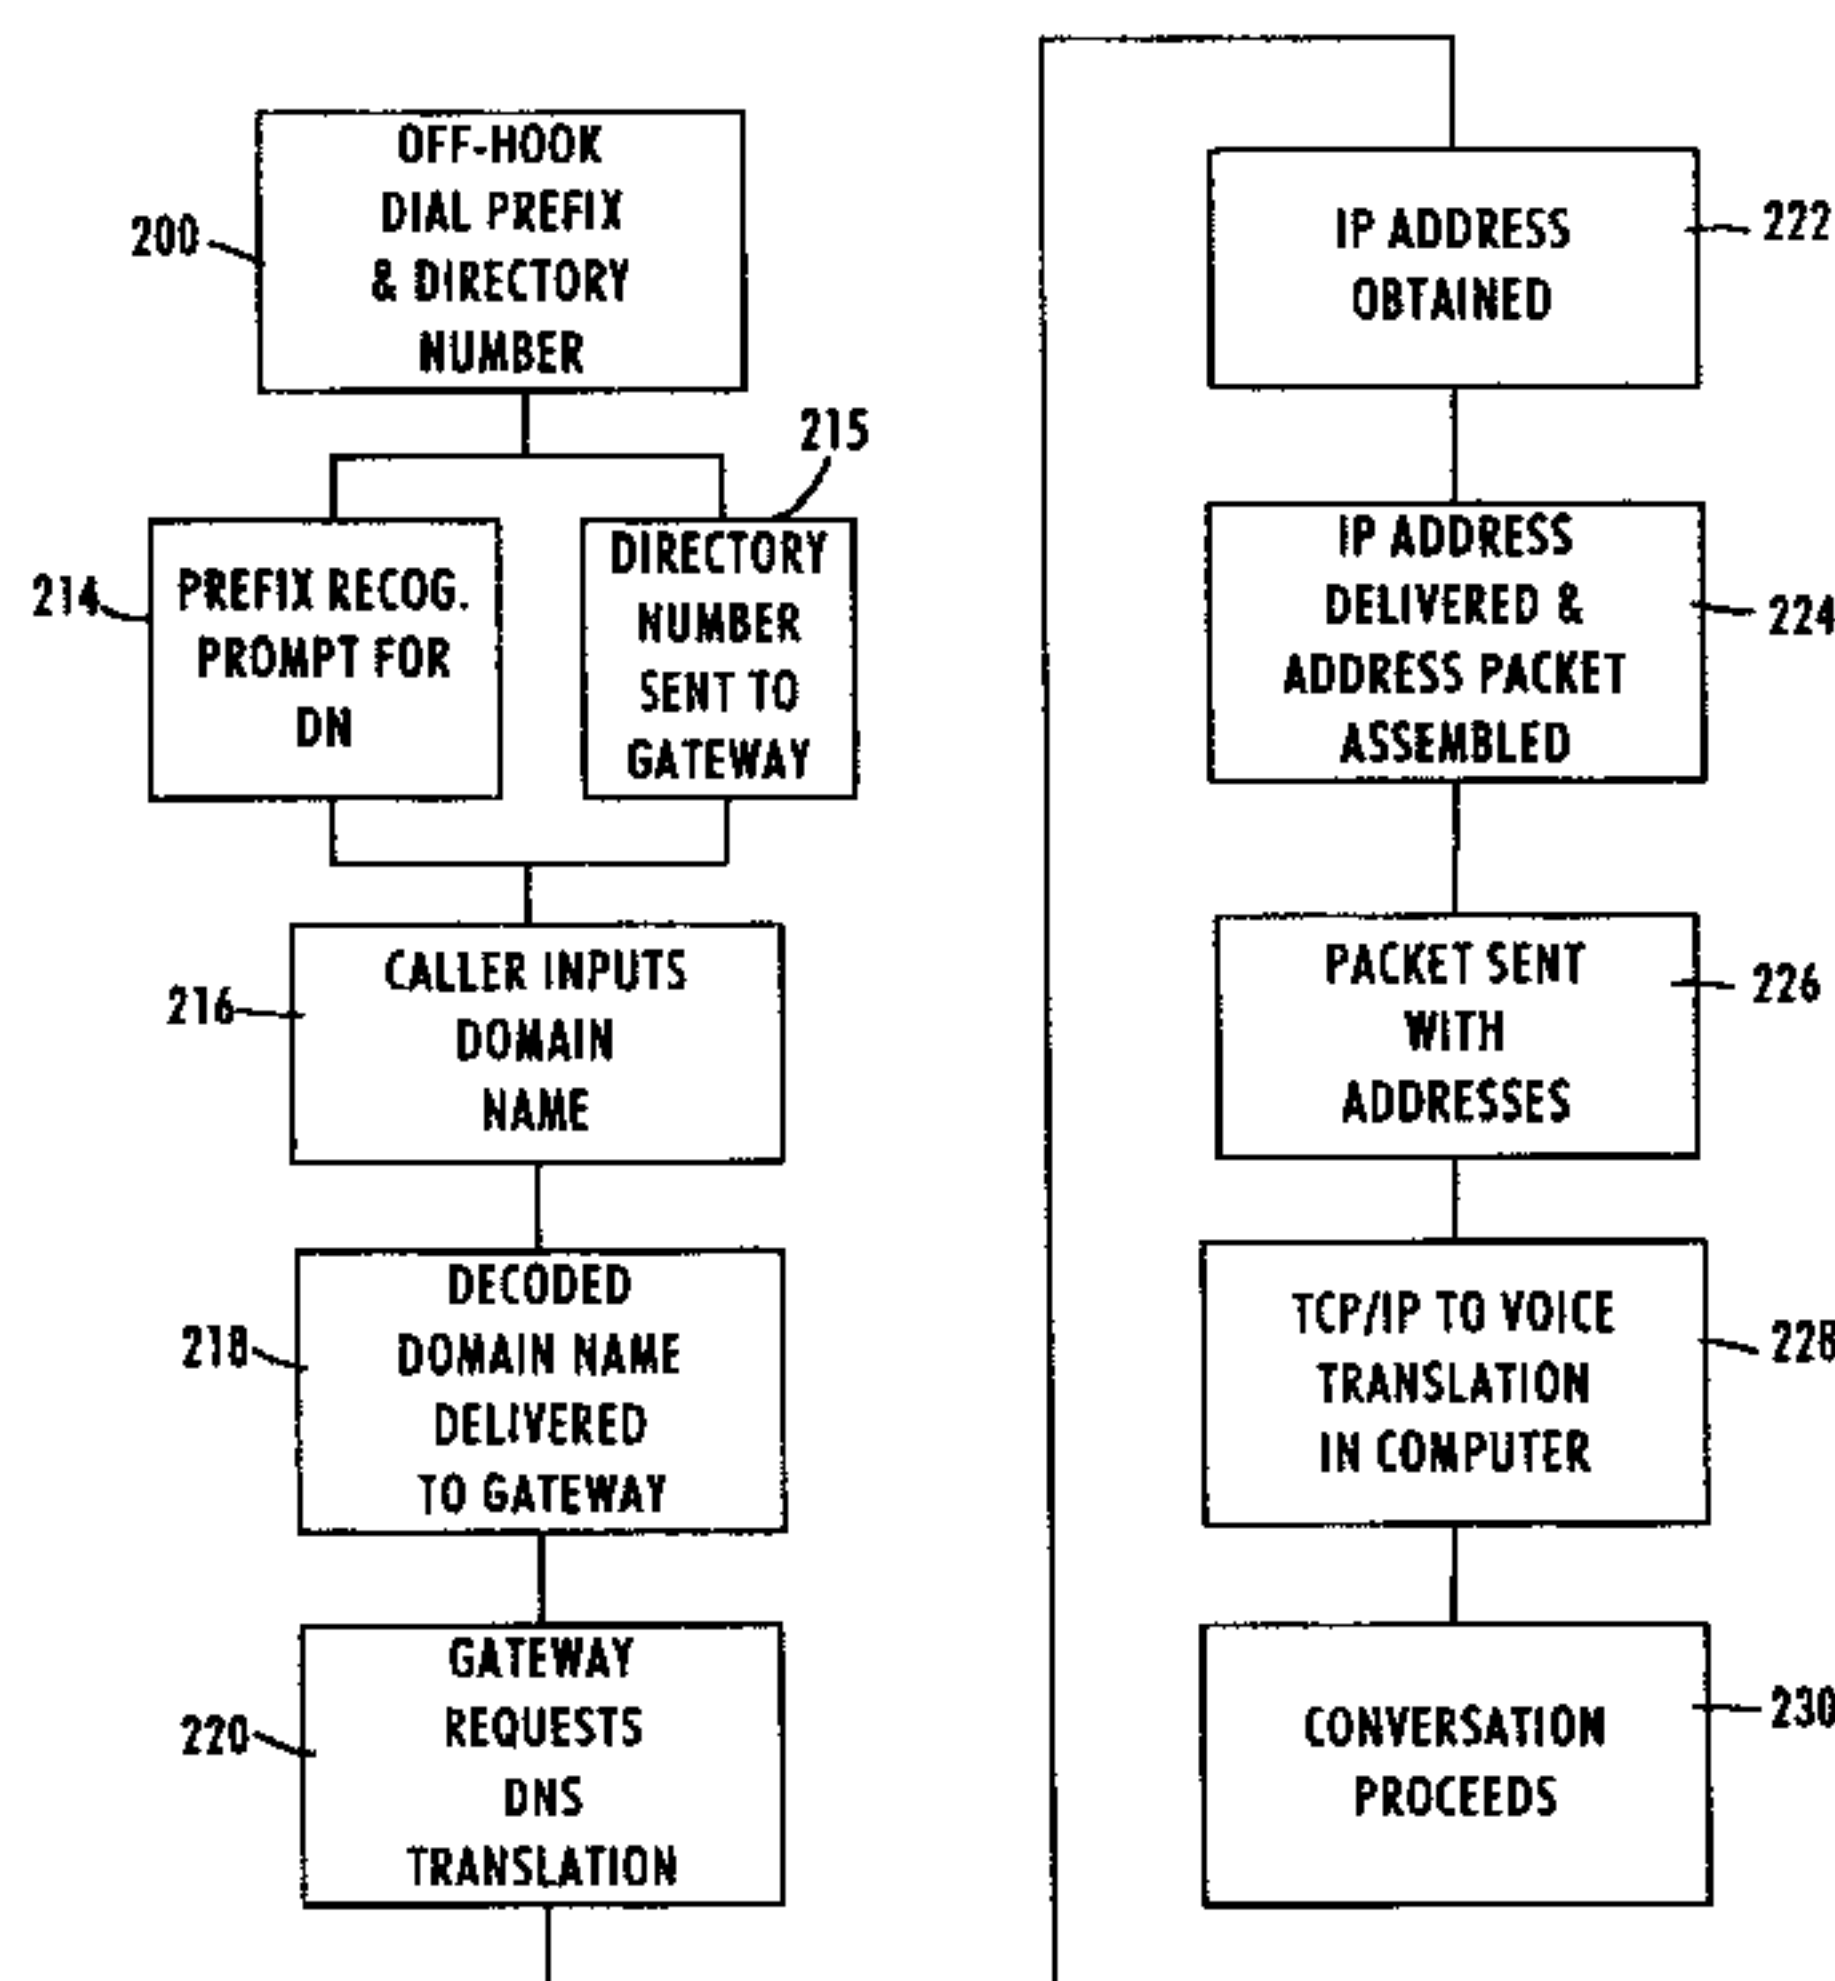 OFF-HOOK
DIAL PREFIX
& DIRECTORY
NUMBER
200
215
214
PREFIX RECOG.
PROMPT FOR
DN
DIRECTORY
NUMBER
SENT TO
GATEWAY
216
CALLER INPUTS
DOMAIN
NAME
218
DECODED
DOMAIN NAME
DELIVERED
TO GATEWAY
220
GATEWAY
REQUESTS
DNS
TRANSLATION
IP ADDRESS
OBTAINED
222
IP ADDRESS
DELIVERED &
ADDRESS PACKET
ASSEMBLED
224
PACKET SENT
WITH
ADDRESSES
226
TCP/IP TO VOICE
TRANSLATION
IN COMPUTER
228
CONVERSATION
PROCEEDS
230